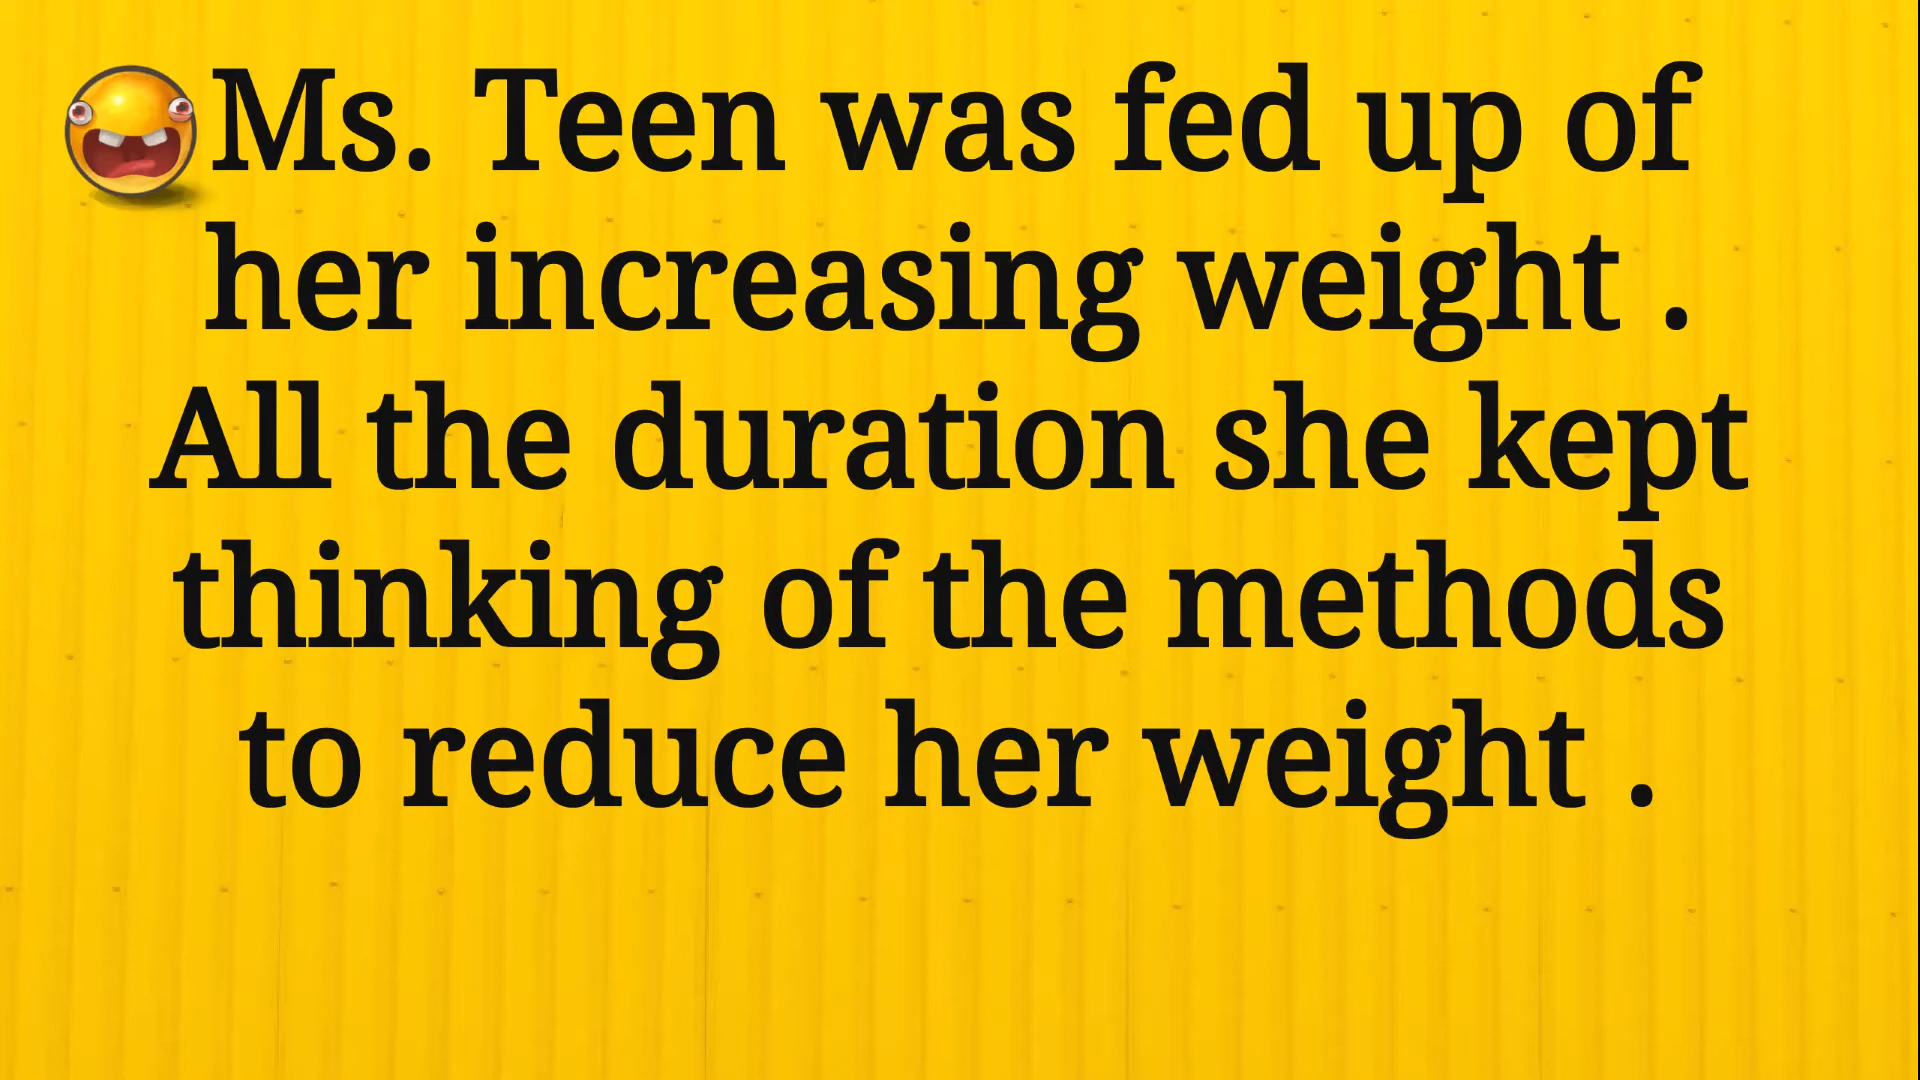 Ms. Teen was fed up of
her increasing weight .
All the duration she kept
thinking of the methods
to reduce her weight .